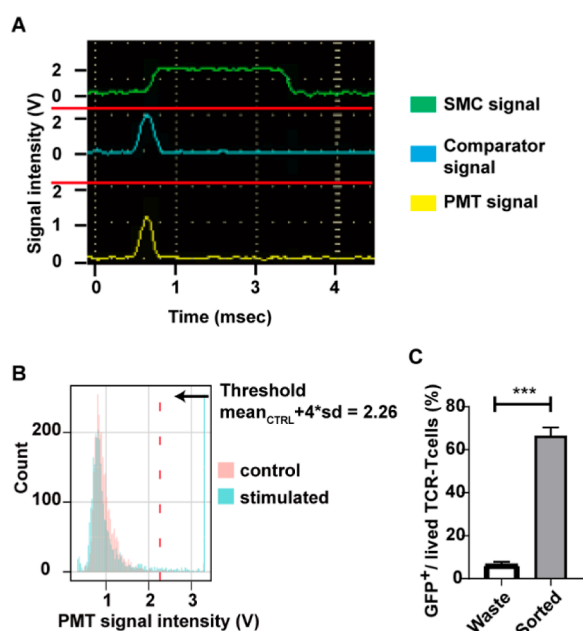 A
Signal intensity (V)
2
0
2
0
2
1
0
0 1 3 4
Time (msec)
SMC signal
Comparator
signal
PMT signal
B
Count
200
100
0
0 1 2 3
PMT signal intensity (V)
Threshold
meanCTRL+4*sd = 2.26
control
stimulated
C
GFP+/ lived TCR-Tcells (%)
***
80
60
40
20
0
Waste
Sorted